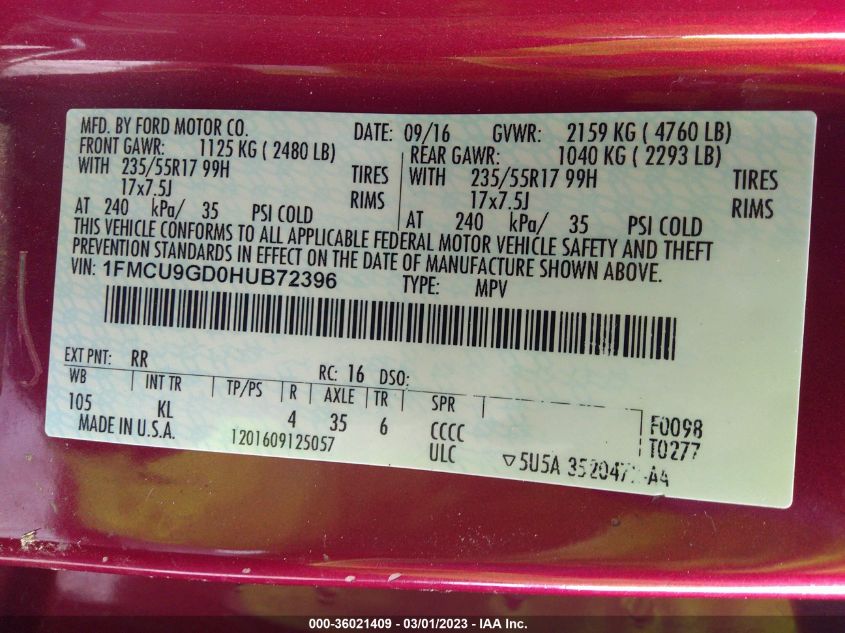 MFD. BY FORD MOTOR CO. DATE: 09/16 GVWR: 2159 KG ( 4760 LB)
FRONT GAWR: 1125 KG ( 2480 LB) REAR GAWR: 1040 KG ( 2293 LB)
WITH 235/55R17 99H TIRES WITH 235/55R17 99H TIRES
17x7.5J RIMS 17x7.5J RIMS
AT 240 kPa/ 35 PSI COLD AT 240 kPa/ 35 PSI COLD
THIS VEHICLE CONFORMS TO ALL APPLICABLE FEDERAL MOTOR VEHICLE SAFETY AND THEFT
PREVENTION STANDARDS IN EFFECT ON THE DATE OF MANUFACTURE SHOWN ABOVE.
VIN: 1FMCU9GD0HUB72396 TYPE: MPV
EXT PNT: RR RC: 16 DSO:
WB INT TR TP/PS R AXLE TR SPR
105 KL 4 35 6 CCCC F0098
MADE IN U.S.A. 1201609125057 ULC T0277
▽5U5A
000-36021409 - 03/01/2023 - IAA Inc.